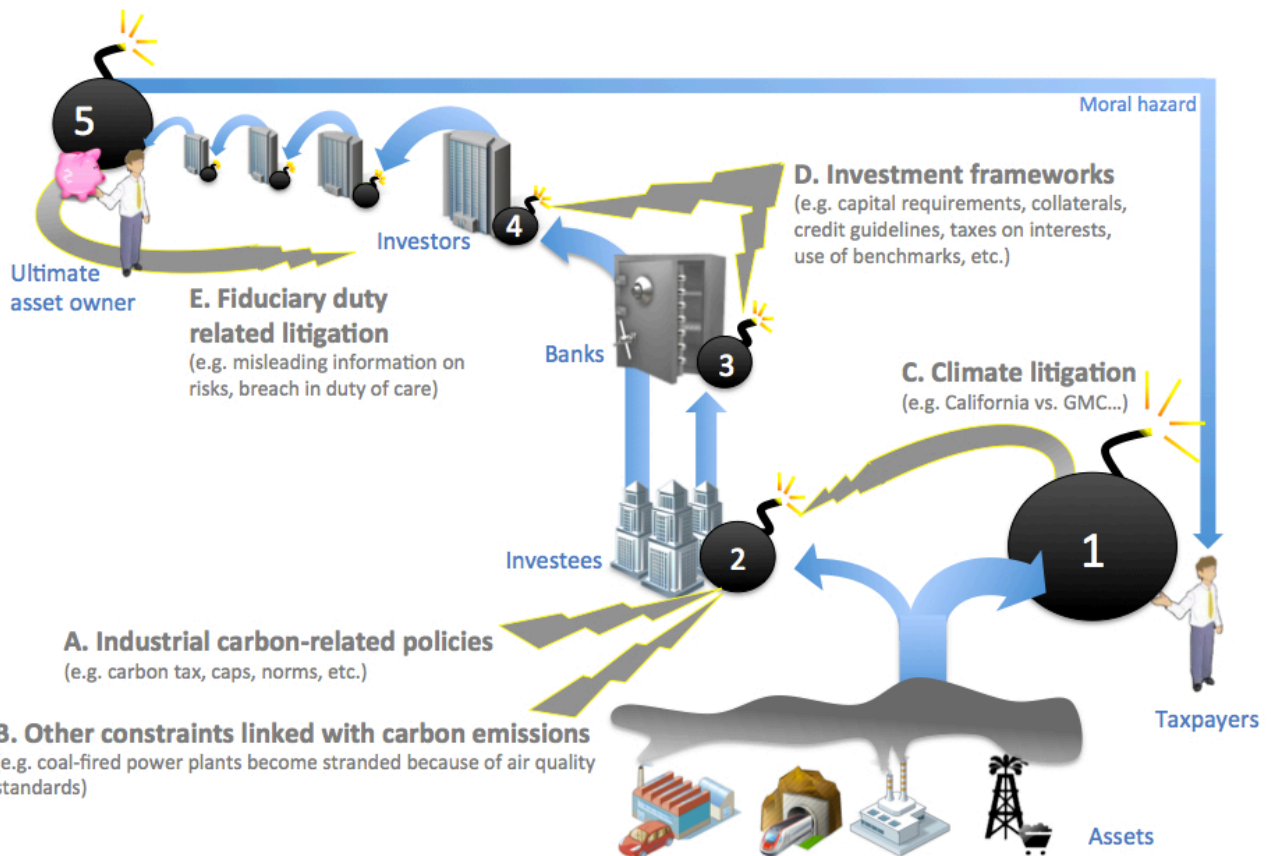 Moral hazard
5
D. Investment frameworks
(e.g. capital requirements, collaterals,
credit guidelines, taxes on interests,
use of benchmarks, etc.)
4
Investors
Ultimate
asset owner
E. Fiduciary duty
related litigation
(e.g. misleading information on
risks, breach in duty of care)
Banks
3
C. Climate litigation
(e.g. California vs. GMC...)
Investees
2
1
A. Industrial carbon-related policies
(e.g. carbon tax, caps, norms, etc.)
Taxpayers
B. Other constraints linked with carbon emissions
(e.g. coal-fired power plants become stranded because of air quality
standards)
Assets